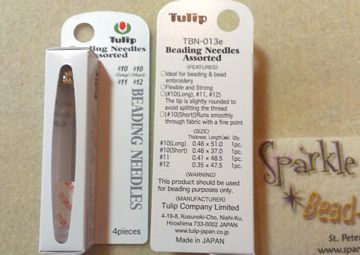 Tulip
Beading Needles
Assorted
#10 #10
(Long) (Short)
#11 #12
BEADING NEEDLES
4pieces
Tulip
TBN-013e
Beading Needles
Assorted
(FEATURES)
Ideal for beading & bead
embroidery
Flexible and Strong
(#10(Long), #11, #12)
The tip is slightly rounded to
avoid splitting the thread.
(#10(Short))Runs smoothly
through fabric with a fine point
(SIZE)
Thickness Length(mm) Qty.
#10(Long) 0.46 x 51.0 1pc.
#10(Short) 0.46 x 37.0 1pc.
#11 0.41 x 48.5 1pc.
#12 0.35 x 47.5 1pc.
(WARNING)
This product should be used
for beading purposes only.
(MANUFACTURER)
Tulip Company Limited
4-19-8, Kusunoki-Cho, Nishi-Ku,
Hiroshima 733-0002 JAPAN
www.tulip-japan.co.jp
Made in JAPAN
Sparkle
Bead
St. Pete
www.spar